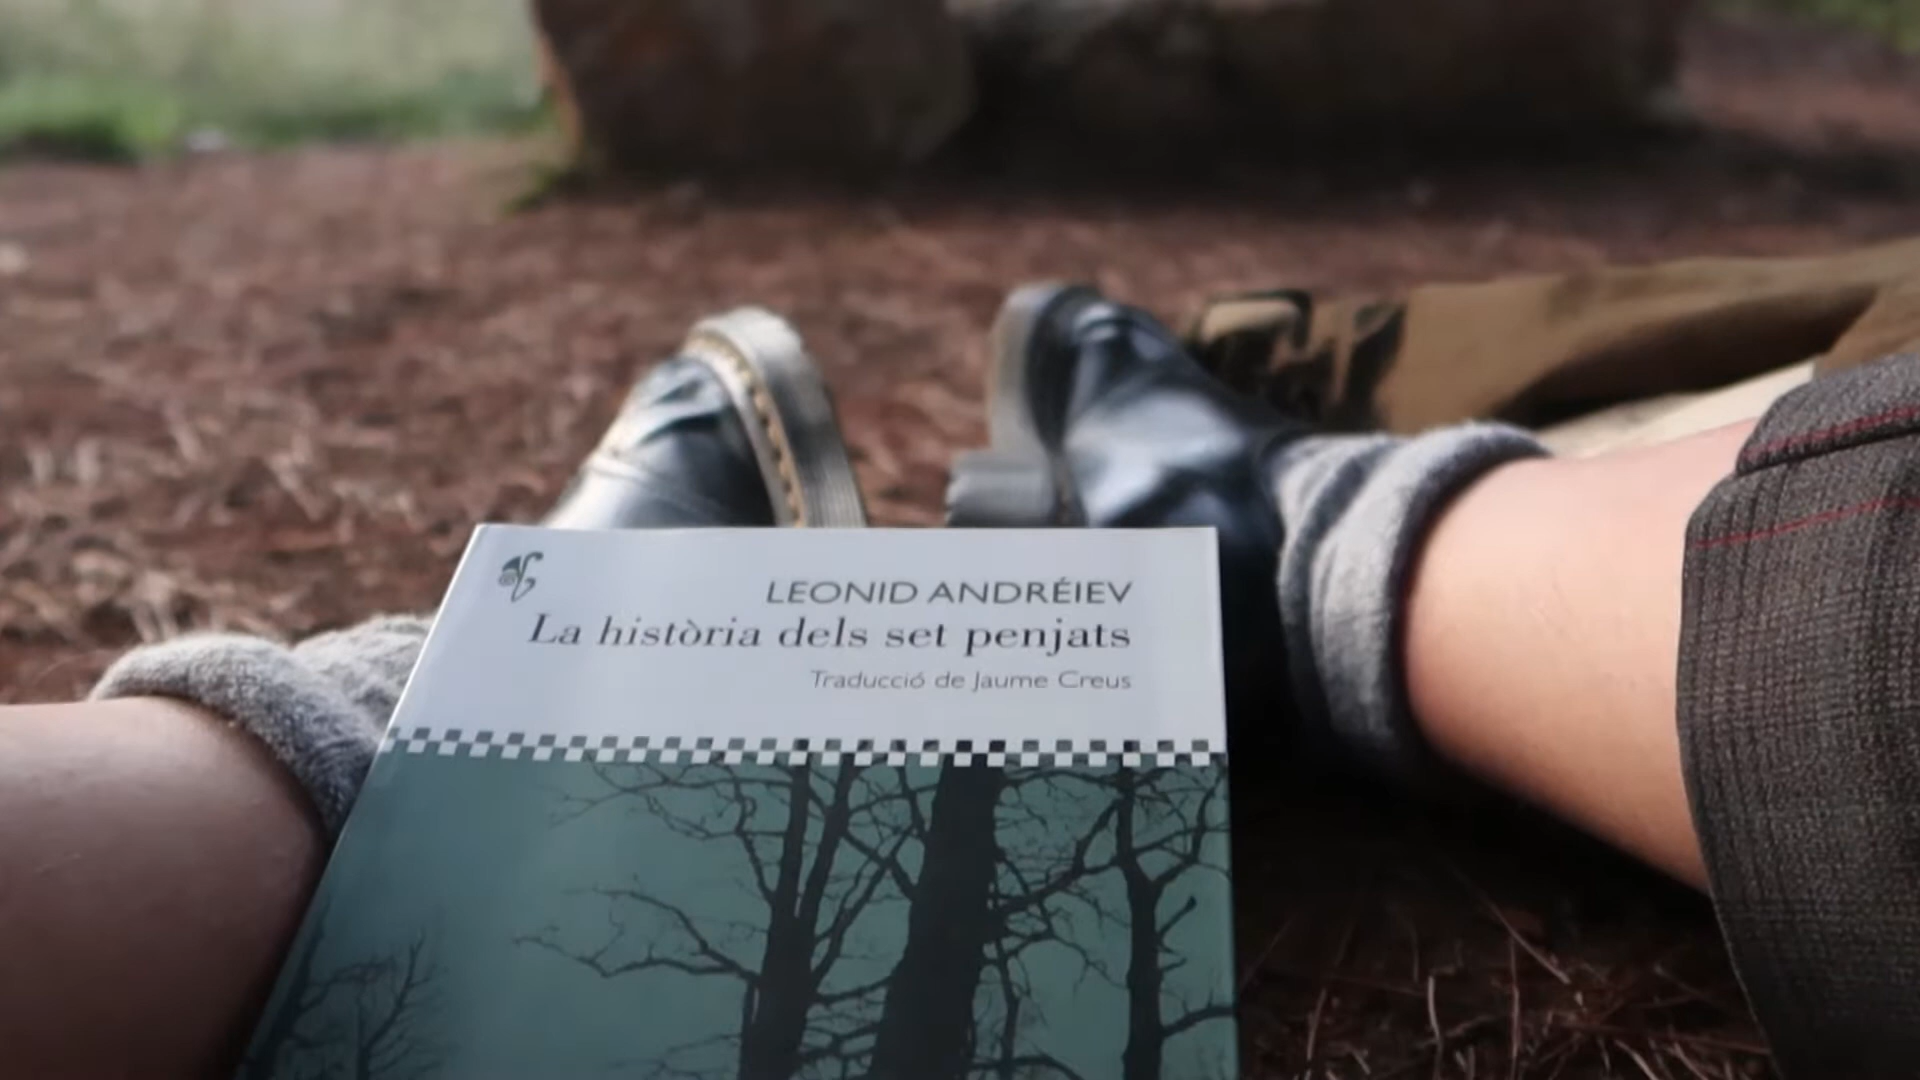 LEONID ANDRÉIEV
La història dels set penjats
Traducció de Jaume Creus